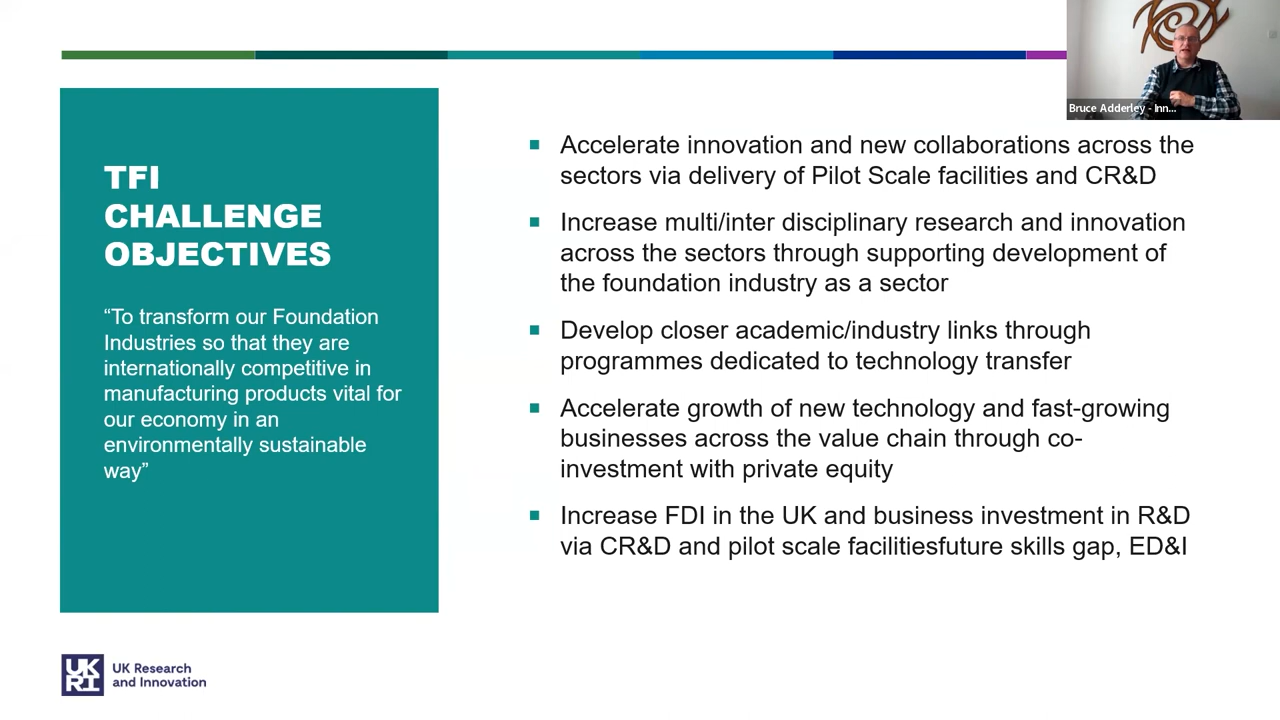 Bruce Adderley - Inn...
TFI
CHALLENGE
OBJECTIVES
“To transform our Foundation
Industries so that they are
internationally competitive in
manufacturing products vital for
our economy in an
environmentally sustainable
way”
Accelerate innovation and new collaborations across the
sectors via delivery of Pilot Scale facilities and CR&D
Increase multi/inter disciplinary research and innovation
across the sectors through supporting development of
the foundation industry as a sector
Develop closer academic/industry links through
programmes dedicated to technology transfer
Accelerate growth of new technology and fast-growing
businesses across the value chain through co-
investment with private equity
Increase FDI in the UK and business investment in R&D
via CR&D and pilot scale facilitiesfuture skills gap, ED&I
UK
RI
UK Research
and Innovation